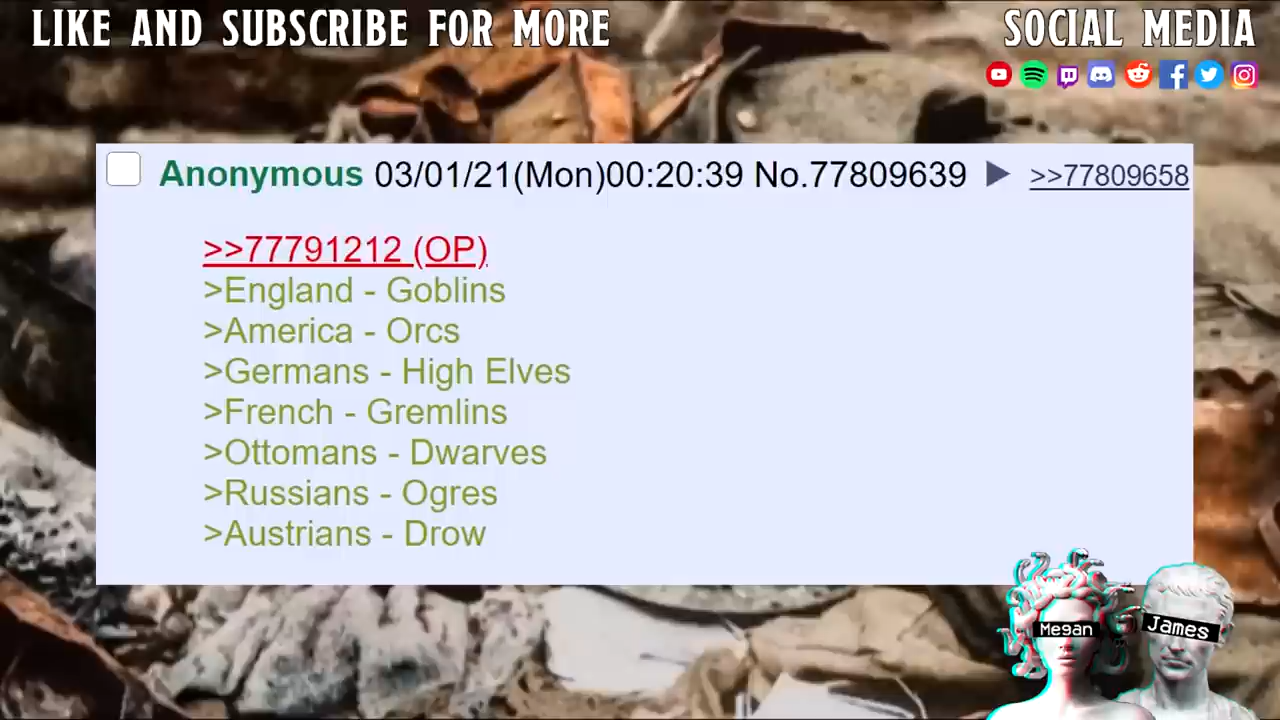 LIKE AND SUBSCRIBE FOR MORE
SOCIAL MEDIA
Anonymous 03/01/21(Mon)00:20:39 No.77809639 ▶ >>77809658
>>77791212 (OP)
>England - Goblins
>America - Orcs
>Germans - High Elves
>French - Gremlins
>Ottomans - Dwarves
>Russians - Ogres
>Austrians - Drow
Megan
James